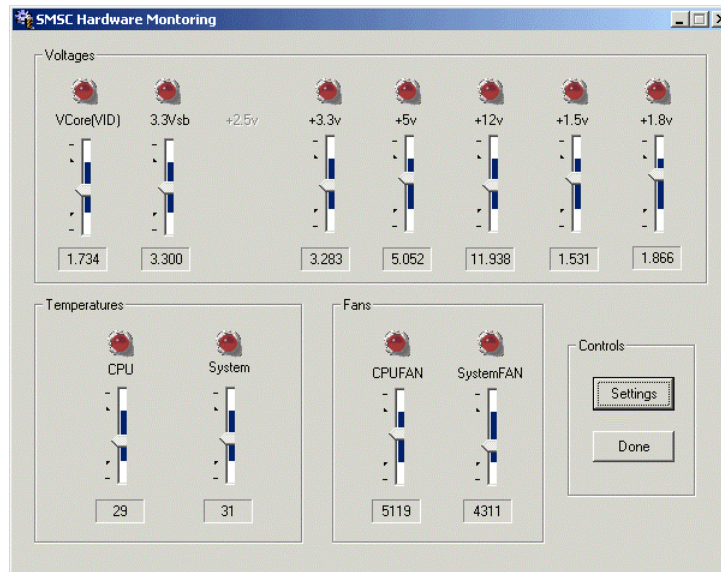 SMSC Hardware Montoring
Voltages
VCore(VID) 3.3Vsb +2.5v +3.3v +5v +12v +1.5v +1.8v
1.734 3.300 3.283 5.052 11.938 1.531 1.866
Temperatures
CPU System
29 31
Fans
CPUFAN SystemFAN
5119 4311
Controls
Settings
Done